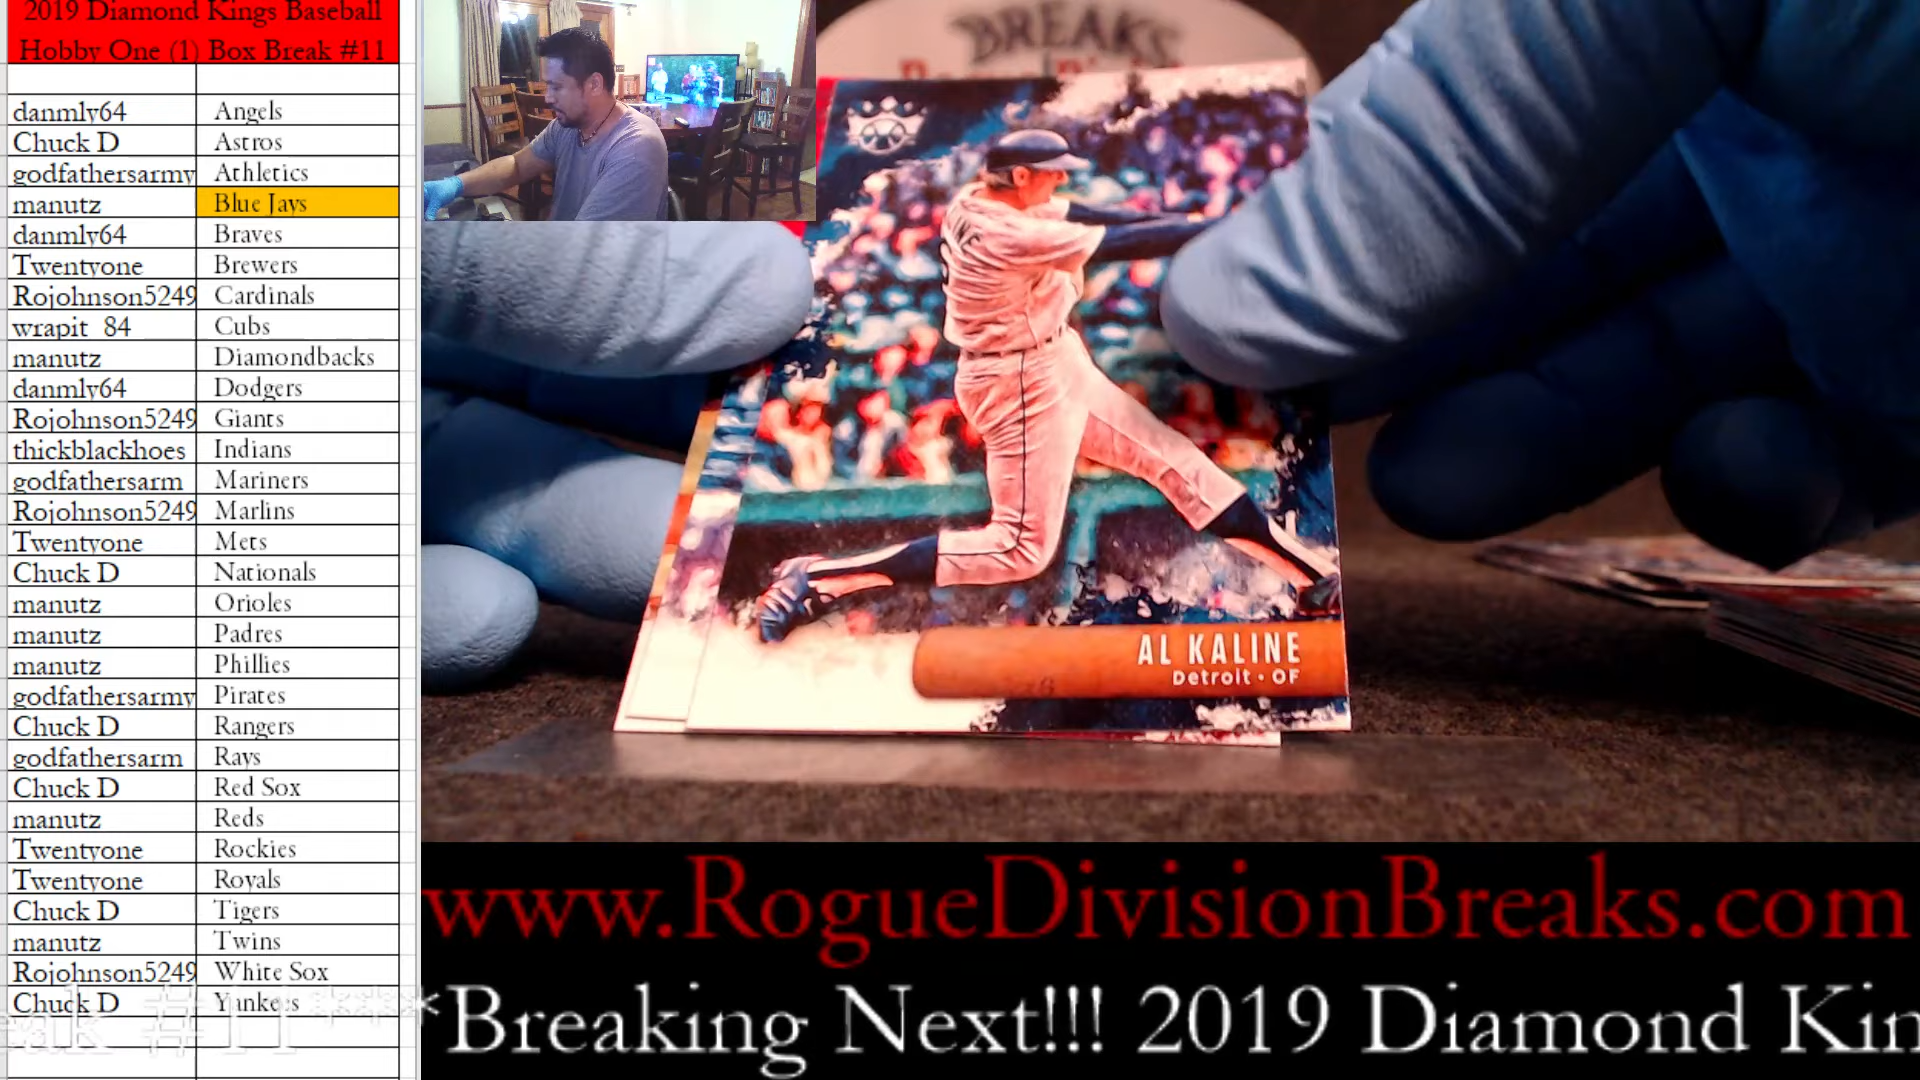 2019 Diamond Kings Baseball
Hobby One (1) Box Break #11
danmly64 Angels
Chuck D Astros
godfathersarmy Athletics
manutz Blue Jays
danmly64 Braves
Twentyone Brewers
Rojohnson5249 Cardinals
wrapit_84 Cubs
manutz Diamondbacks
danmly64 Dodgers
Rojohnson5249 Giants
thickblackhoes Indians
godfathersarm Mariners
Rojohnson5249 Marlins
Twentyone Mets
Chuck D Nationals
manutz Orioles
manutz Padres
manutz Phillies
godfathersarmy Pirates
Chuck D Rangers
godfathersarm Rays
Chuck D Red Sox
manutz Reds
Twentyone Rockies
Twentyone Royals
Chuck D Tigers
manutz Twins
Rojohnson5249 White Sox
Chuck D Yankees
BREAKS
AL KALINE
Detroit • OF
www.RogueDivisionBreaks.com
eak #11****Breaking Next!!! 2019 Diamond Kin